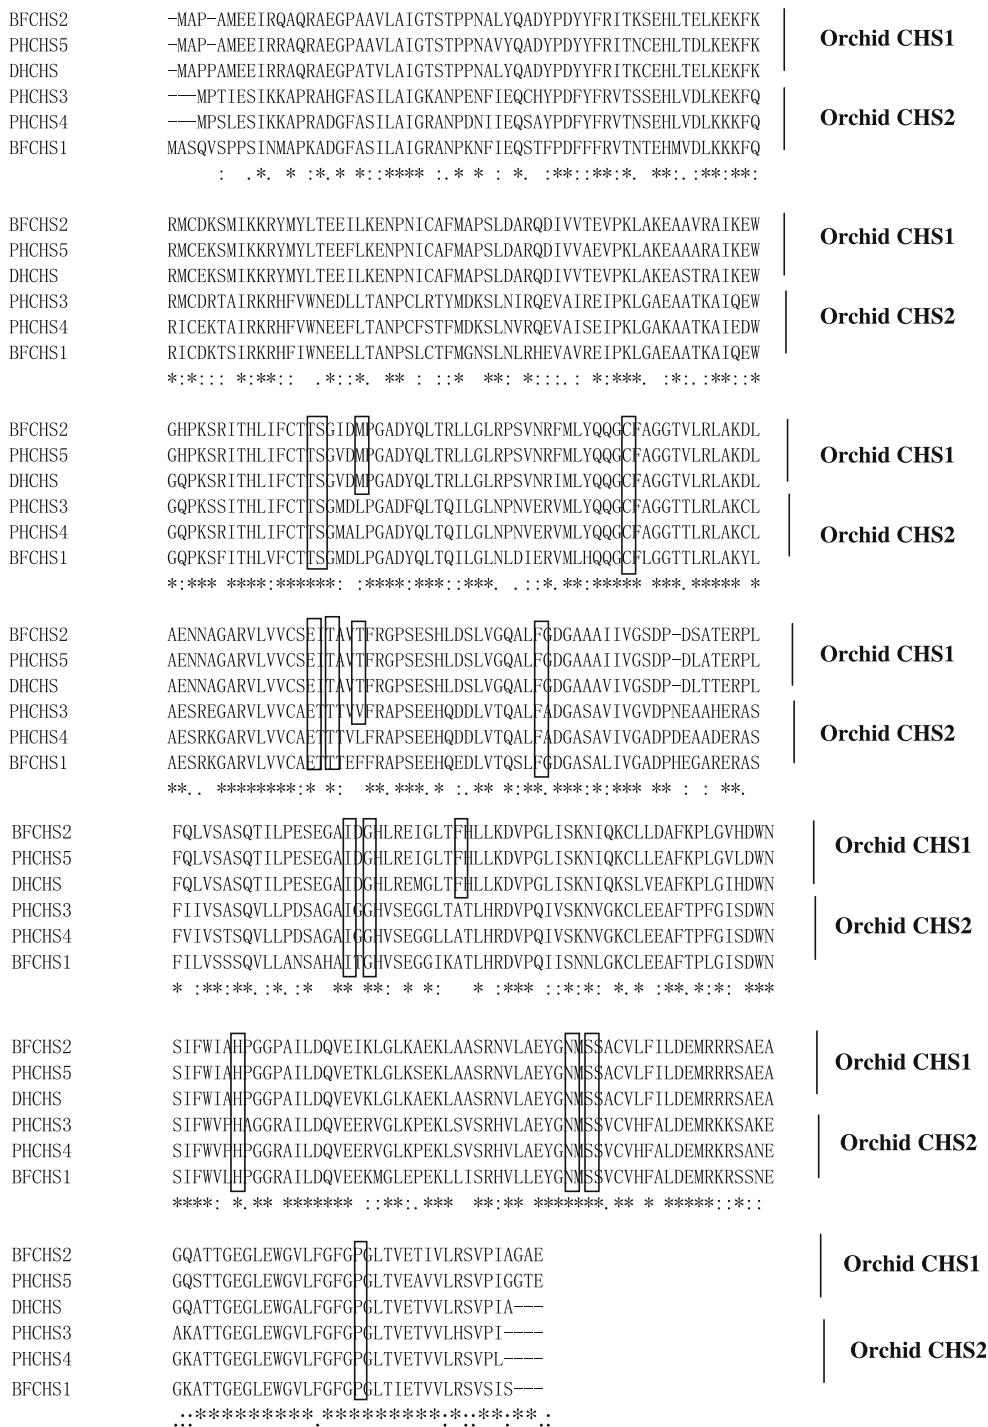 BFCHS2 -MAP-AMEEIRQAQRAEGPAAVLAIGTSTPPNALYQADYPDYYFRITKSEHLTELKEKFK
PHCHS5 -MAP-AMEEIRRAQRAEGPAAVLAIGTSTPPNAVYQADYPDYYFRITNCEHLTDLKEKFK
DHCHS -MAPPAMEEIRRAQRAEGPATVLAIGTSTPPNALYQADYPDYYFRITKCEHLTELKEKFK
Orchid CHS1
PHCHS3 ---MPTIESIKKAPRAHGFASILAIGKANPENFIEQCHYPDFYFRVTSSEHLVDLKEKFQ
PHCHS4 ---MPSLESIKKAPRADGFASILAIGRANPDNIIEQSAYPDFYFRVTNSEHLVDLKKKFQ
BFCHS1 MASQVSPPSINMAPKADGFASILAIGRANPKNFIEQSTFPDFFFRVTNTEHMVDLKKKFQ
Orchid CHS2
: .*. * :*.* *::**** :.* * : *. :**::**:* **:.:**:**:
BFCHS2 RMCDKSMIKKRYMYLTEEILKENPNICAFMAPSLDARQDIVVTEVPKLAKEAAVRAIKEW
PHCHS5 RMCEKSMIKKRYMYLTEEFLKENPNICAFMAPSLDARQDIVVAEVPKLAKEAAARAIKEW
DHCHS RMCEKSMIKKRYMYLTEEILKENPNICAFMAPSLDARQDIVVTEVPKLAKEASTRAIKEW
Orchid CHS1
PHCHS3 RMCDRTAIRKRHFVWNEDLLTANPCLRTYMDKSLNIRQEVAIREIPKLGAEAATKAIQEW
PHCHS4 RICEKTAIRKRHFVWNEEFLTANPCFSTFMDKSLNVRQEVAISEIPKLGAKAATKAIEDW
BFCHS1 RICDKTSIRKRHFIWNEELLTANPSLCTFMGNSLNLRHEVAVREIPKLGAEAATKAIQEW
Orchid CHS2
*:*::: *:**:: .*:*. ** : ::* **: *:::.: *:***. :*::**::*
BFCHS2 GHPKSRITHLIFCTTSGIDMPGADYQLTRLLGLRPSVNRFMLYQQGCFAGGTVLRLAKDL
PHCHS5 GHPKSRITHLIFCTTSGVDMPGADYQLTRLLGLRPSVNRFMLYQQGCFAGGTVLRLAKDL
DHCHS GQPKSRITHLIFCTTSGVDMPGADYQLTRLLGLRPSVNRIMLYQQGCFAGGTVLRLAKDL
Orchid CHS1
PHCHS3 GQPKSSITHLIFCTTSGMDLPGADFQLTQILGLNPNVERVMLYQQGCFAGGTTLRLAKCL
PHCHS4 GQPKSRITHLIFCTTSGMALPGADYQLTQILGLNPNVERVMLYQQGCFAGGTTLRLAKCL
BFCHS1 GQPKSFITHLVFCTTSGMDLPGADYQLTQILGLNLDIERVMLHQQGCFLGGTTLRLAKYL
Orchid CHS2
*:*** ****:******: :****:***::***. .::*.**:***** ***.***** *
BFCHS2 AENNAGARVLVVCSEITAVTFRGPSESHLDSLVGQALFGDGAAAIIVGSDP-DSATERPL
PHCHS5 AENNAGARVLVVCSEITAVTFRGPSESHLDSLVGQALFGDGAAAIIVGSDP-DLATERPL
DHCHS AENNAGARVLVVCSEITAVTFRGPSESHLDSLVGQALFGDGAAAVIVGSDP-DLTTERPL
Orchid CHS1
PHCHS3 AESREGARVLVVCAETTTVVFRAPSEEHQDDLVTQALFADGASAVIVGVDPNEAAHERAS
PHCHS4 AESRKGARVLVVCAETTTVLFRAPSEEHQDDLVTQALFADGASAVIVGADPDEAADERAS
BFCHS1 AESRKGARVLVVCAETTTEFFRAPSEEHQEDLVTQSLFGDGASALIVGADPHEGARERAS
Orchid CHS2
**.. ********:* *: **.***.* :.** *:**.***:*:*** ** : : **.
BFCHS2 FQLVSASQTILPESEGAIDGHLREIGLTFHLLKDVPGLISKNIQKCLLDAFKPLGVHDWN
PHCHS5 FQLVSASQTILPESEGAIDGHLREIGLTFHLLKDVPGLISKNIQKCLLEAFKPLGVLDWN
DHCHS FQLVSASQTILPESEGAIDGHLREMGLTFHLLKDVPGLISKNIQKSLVEAFKPLGIHDWN
Orchid CHS1
PHCHS3 FIIVSASQVLLPDSAGAIGGHVSEGGLTATLHRDVPQIVSKNVGKCLEEAFTPFGISDWN
PHCHS4 FVIVSTSQVLLPDSAGAIGGHVSEGGLLATLHRDVPQIVSKNVGKCLEEAFTPFGISDWN
BFCHS1 FILVSSSQVLLANSAHAITGHVSEGGIKATLHRDVPQIISNNLGKCLEEAFTPLGISDWN
Orchid CHS2
* :**:**.:*.:* ** **: * *: * :*** ::*:*: *.* :**.*:*: ***
BFCHS2 SIFWIAHPGGPAILDQVEIKLGLKAEKLAASRNVLAEYGNMSSACVLFILDEMRRRSAEA
PHCHS5 SIFWIAHPGGPAILDQVETKLGLKSEKLAASRNVLAEYGNMSSACVLFILDEMRRRSAEA
DHCHS SIFWIAHPGGPAILDQVEVKLGLKAEKLAASRNVLAEYGNMSSACVLFILDEMRRRSAEA
Orchid CHS1
PHCHS3 SIFWVPHAGGRAILDQVEERVGLKPEKLSVSRHVLAEYGNMSSVCVHFALDEMRKKSAKE
PHCHS4 SIFWVPHPGGRAILDQVEERVGLKPEKLSVSRHVLAEYGNMSSVCVHFALDEMRKRSANE
BFCHS1 SIFWVLHPGGRAILDQVEEKMGLEPEKLLISRHVLLEYGNMSSVCVHFALDEMRKRSSNE
Orchid CHS2
****: *.** ******* ::**:.*** **:** *******.** * *****::*::
BFCHS2 GQATTGEGLEWGVLFGFGPGLTVETIVLRSVPIAGAE
PHCHS5 GQSTTGEGLEWGVLFGFGPGLTVEAVVLRSVPIGGTE
DHCHS GQATTGEGLEWGALFGFGPGLTVETVVLRSVPIA---
Orchid CHS1
PHCHS3 AKATTGEGLEWGVLFGFGPGLTVETVVLHSVPI----
PHCHS4 GKATTGEGLEWGVLFGFGPGLTVETVVLRSVPL----
BFCHS1 GKATTGEGLEWGVLFGFGPGLTIETVVLRSVSIS---
Orchid CHS2
.::*********.*********:*::**:**.: